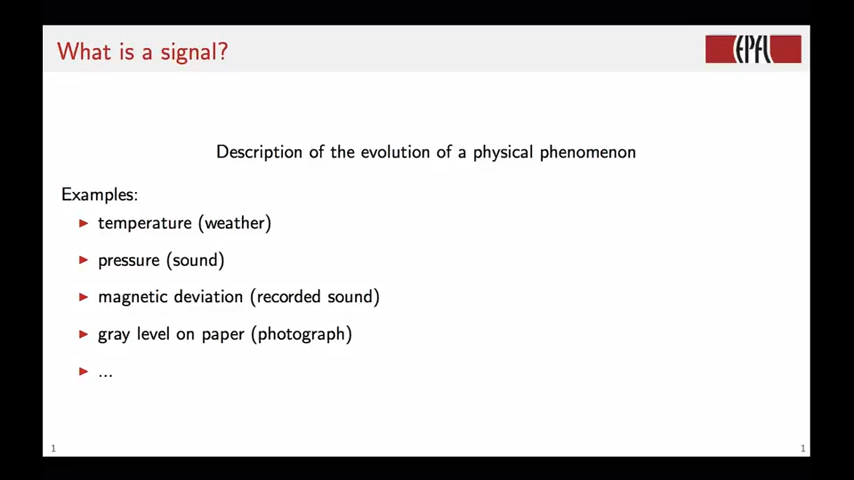 What is a signal?
EPFL
Description of the evolution of a physical phenomenon
Examples:
▶ temperature (weather)
▶ pressure (sound)
▶ magnetic deviation (recorded sound)
▶ gray level on paper (photograph)
▶ ...
1
1